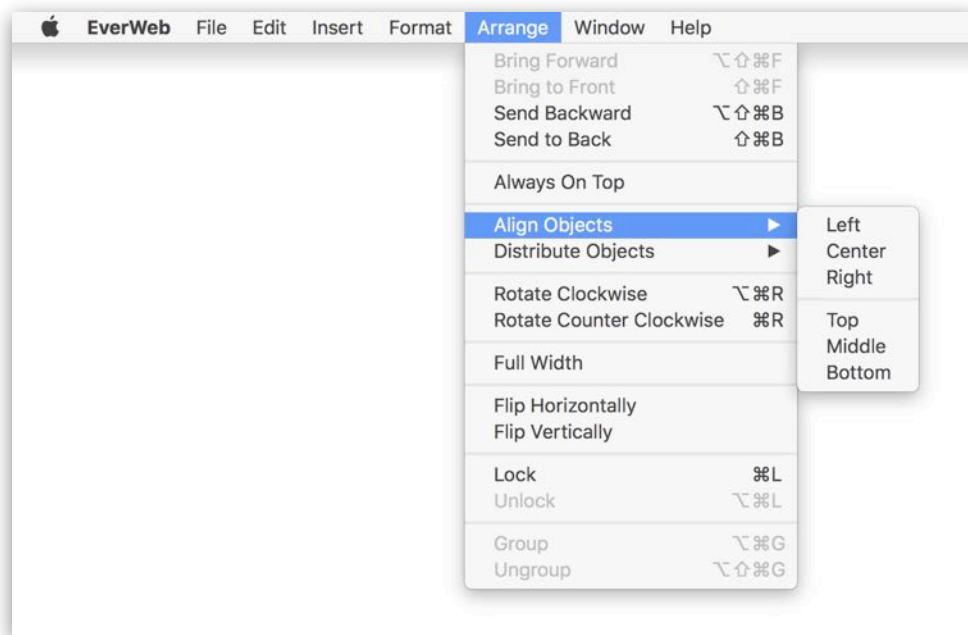 EverWeb File Edit Insert Format Arrange Window Help
Bring Forward ⌥⇧⌘F
Bring to Front ⇧⌘F
Send Backward ⌥⇧⌘B
Send to Back ⇧⌘B
Always On Top
Align Objects ▶
Distribute Objects ▶
Rotate Clockwise ⌥⌘R
Rotate Counter Clockwise ⌘R
Full Width
Flip Horizontally
Flip Vertically
Lock ⌘L
Unlock ⌥⌘L
Group ⌥⌘G
Ungroup ⌥⇧⌘G
Left
Center
Right
Top
Middle
Bottom